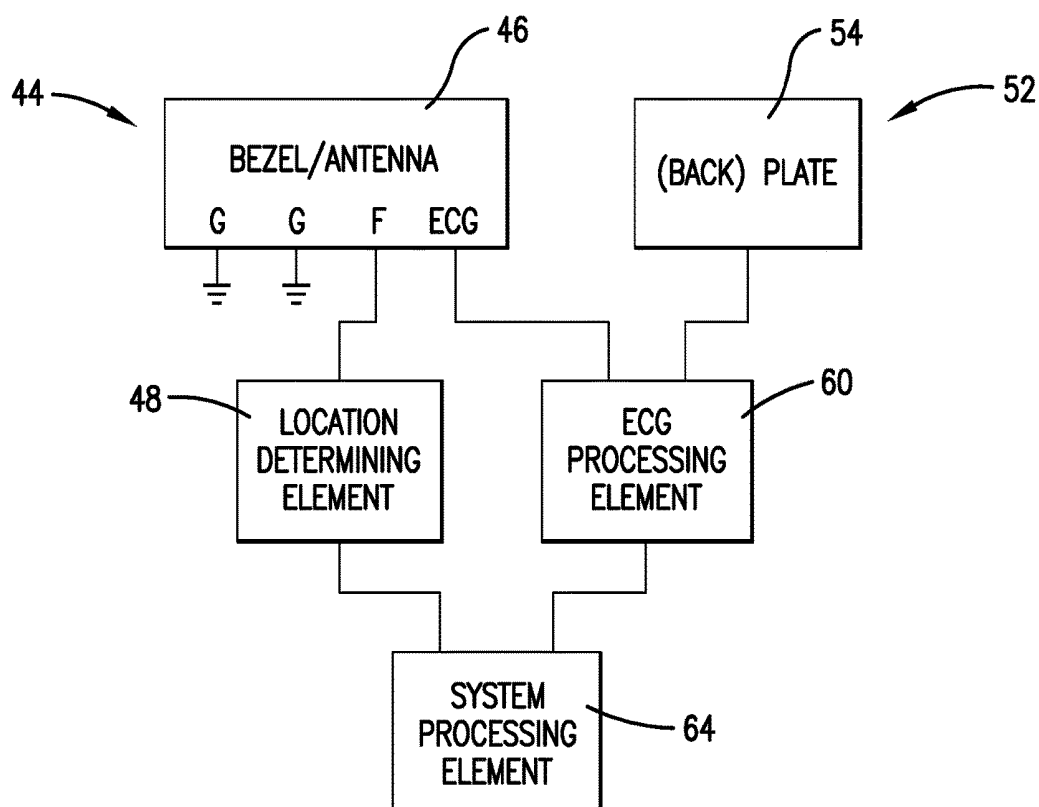 46
54
44
52
BEZEL/ANTENNA
(BACK) PLATE
G G F ECG
48
60
LOCATION
DETERMINING
ELEMENT
ECG
PROCESSING
ELEMENT
SYSTEM
PROCESSING
ELEMENT
64